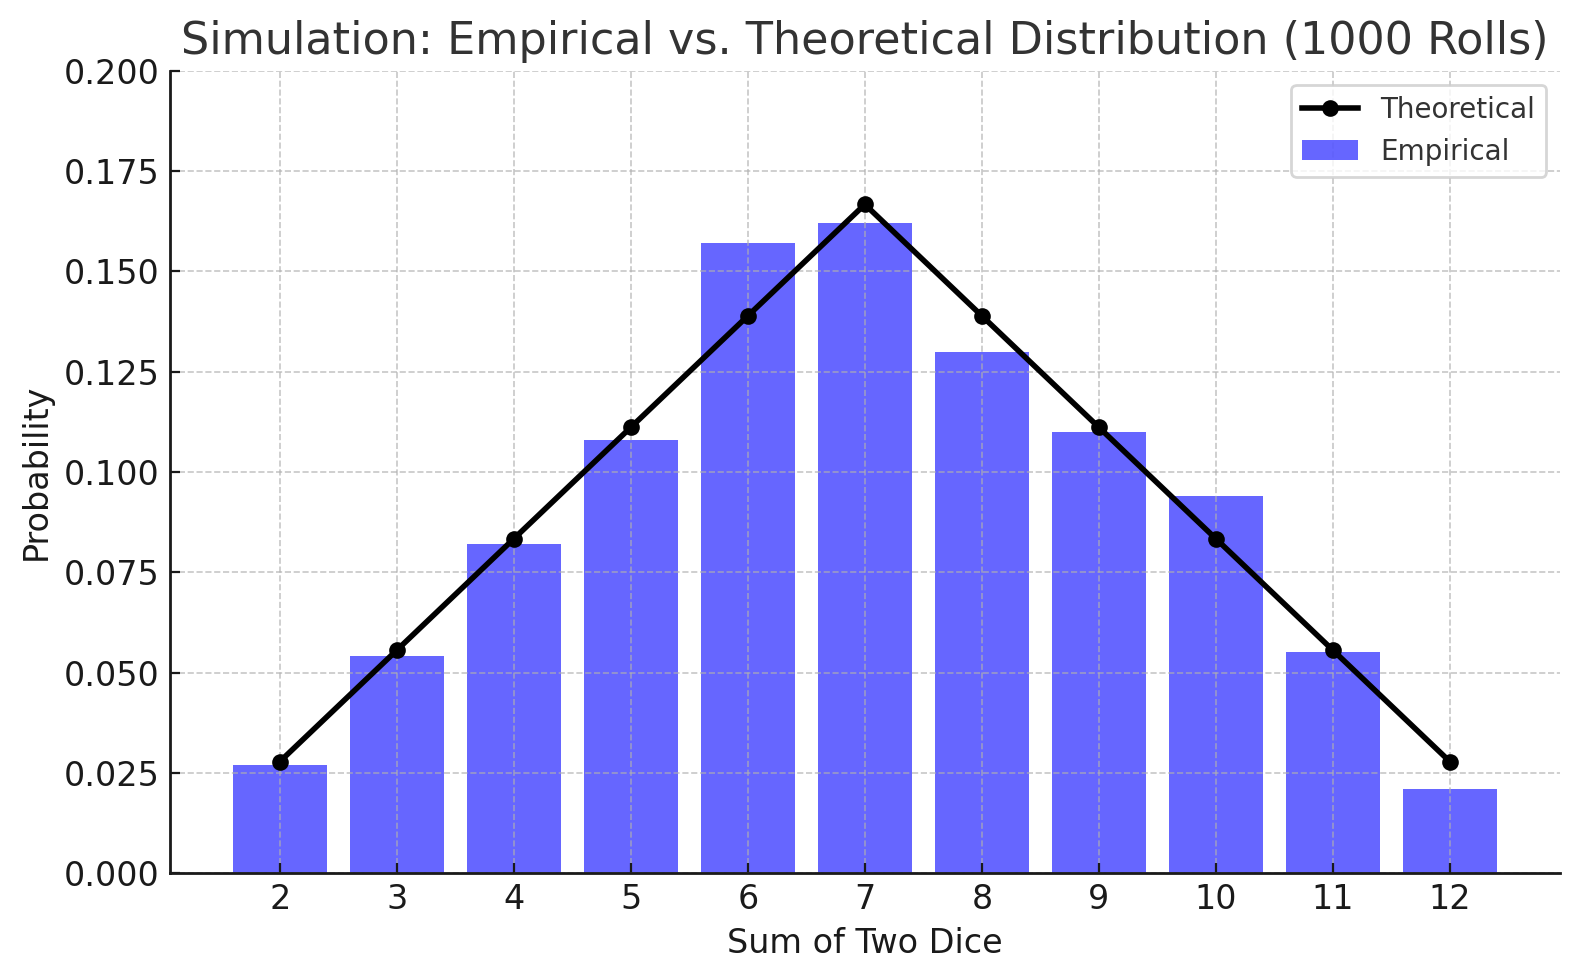 Simulation: Empirical vs. Theoretical Distribution (1000 Rolls)
0.200
0.175
0.150
0.125
0.100
0.075
0.050
0.025
0.000
Probability
Theoretical
Empirical
2 3 4 5 6 7 8 9 10 11 12
Sum of Two Dice